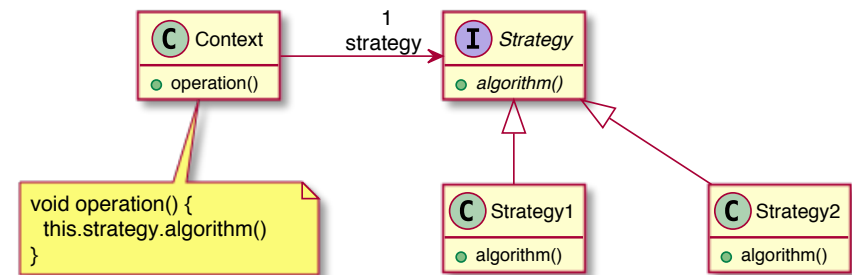 C Context
+ operation()
1
strategy
I Strategy
algorithm()
void operation() {
this.strategy.algorithm()
}
C Strategy1
algorithm()
C Strategy2
algorithm()